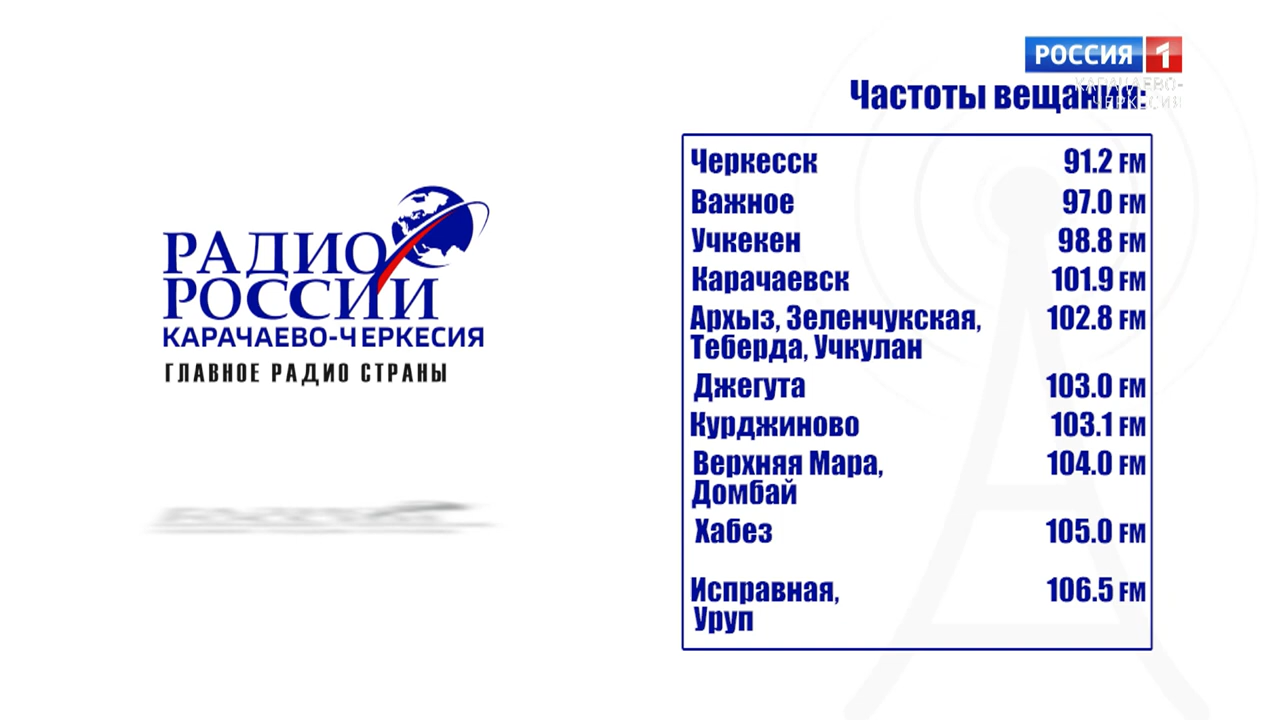 РАДИО
РОССИИ
КАРАЧАЕВО-ЧЕРКЕСИЯ
ГЛАВНОЕ РАДИО СТРАНЫ
РОССИЯ 1
КАРАЧАЕВО-
ЧЕРКЕСИЯ
Частоты вещания:
Черкесск 91.2 FM
Важное 97.0 FM
Учкекен 98.8 FM
Карачаевск 101.9 FM
Архыз, Зеленчукская, 102.8 FM
Теберда, Учкулан
Джегута 103.0 FM
Курджиново 103.1 FM
Верхняя Мара, 104.0 FM
Домбай
Хабез 105.0 FM
Исправная, 106.5 FM
Уруп